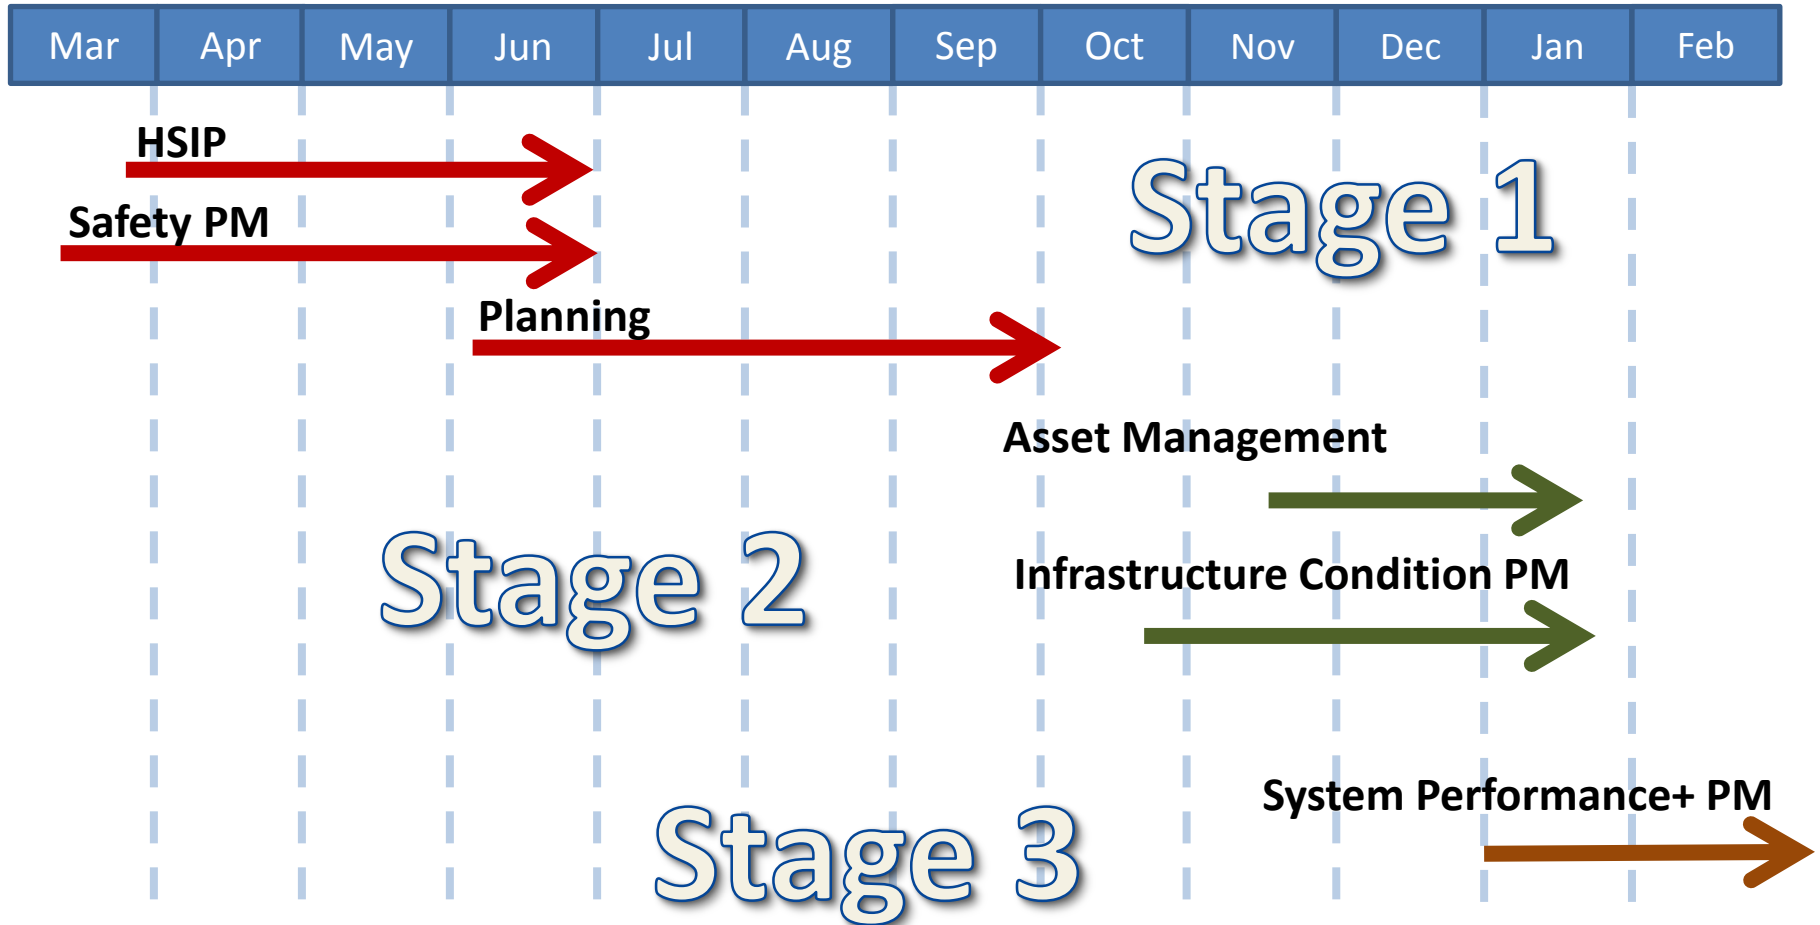 Mar Apr May Jun Jul Aug Sep Oct Nov Dec Jan Feb
HSIP
Stage 1
Safety PM
Planning
Asset Management
Stage 2
Infrastructure Condition PM
System Performance+ PM
Stage 3